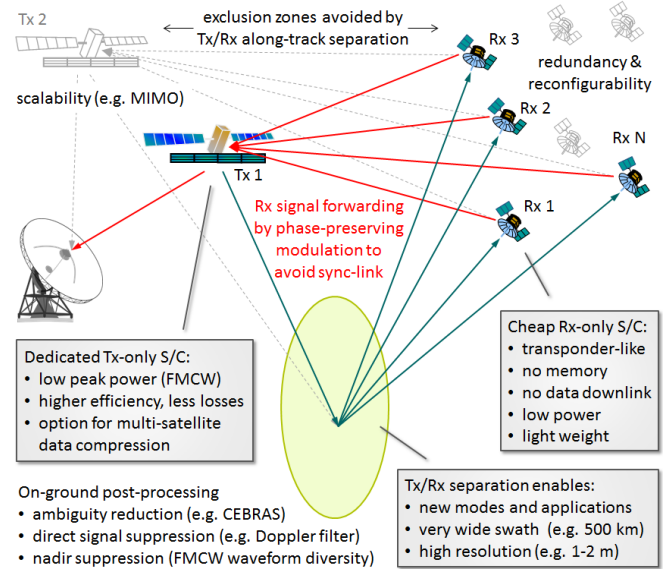 Tx 2
exclusion zones avoided by
Tx/Rx along-track separation
Rx 3
redundancy &
reconfigurability
scalability (e.g. MIMO)
Rx 2
Rx N
Tx 1
Rx 1
Rx signal forwarding
by phase-preserving
modulation to
avoid sync-link
Dedicated Tx-only S/C:
• low peak power (FMCW)
• higher efficiency, less losses
• option for multi-satellite
data compression
Cheap Rx-only S/C:
• transponder-like
• no memory
• no data downlink
• low power
• light weight
On-ground post-processing
• ambiguity reduction (e.g. CEBRAS)
• direct signal suppression (e.g. Doppler filter)
• nadir suppression (FMCW waveform diversity)
Tx/Rx separation enables:
• new modes and applications
• very wide swath (e.g. 500 km)
• high resolution (e.g. 1-2 m)